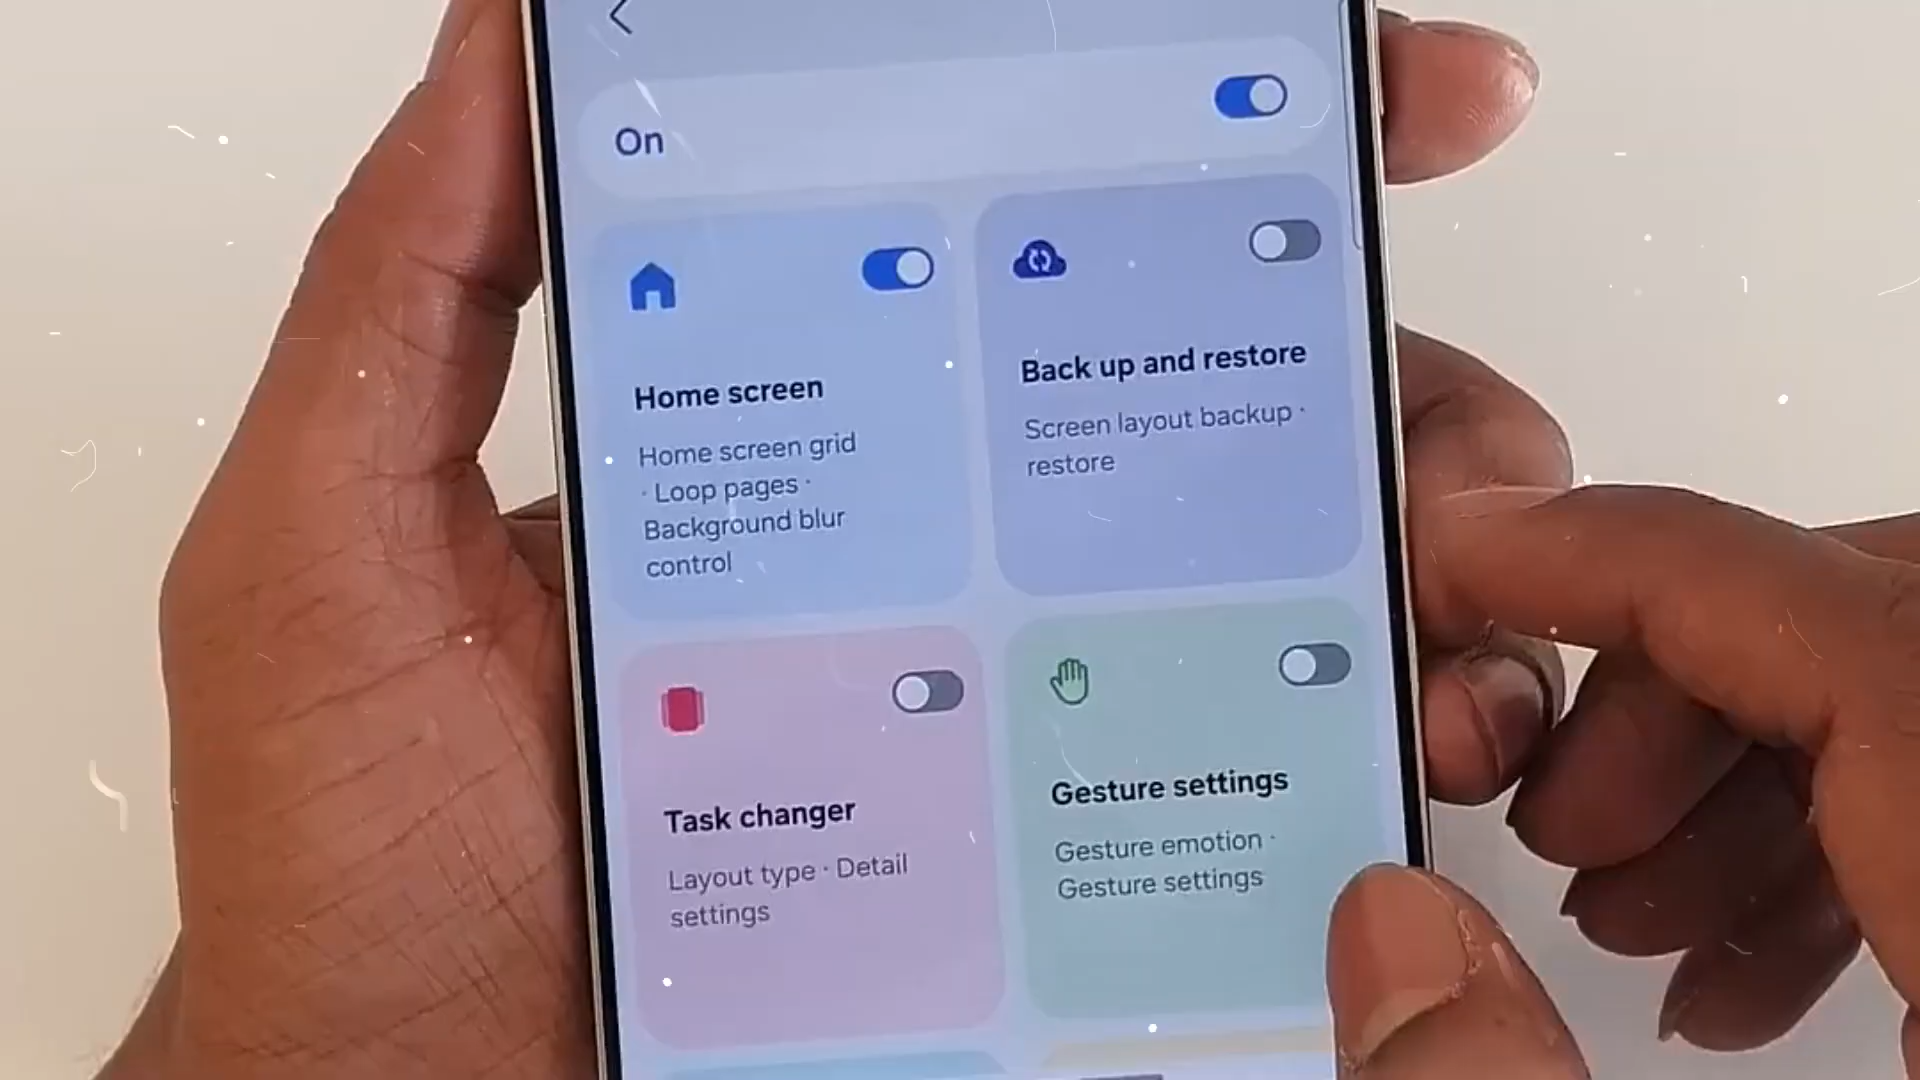 On
Home screen
Home screen grid
· Loop pages ·
Background blur
control
Back up and restore
Screen layout backup ·
restore
Task changer
Layout type · Detail
settings
Gesture settings
Gesture emotion ·
Gesture settings